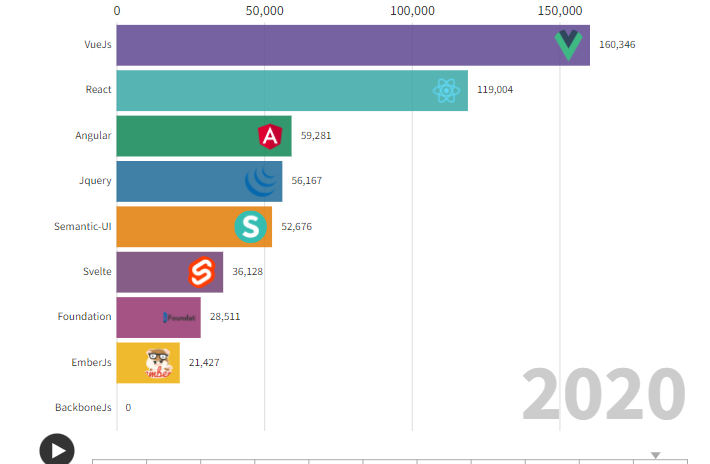 0 50,000 100,000 150,000
VueJs 160,346
React 119,004
Angular A 59,281
Jquery 56,167
Semantic-UI S 52,676
Svelte 36,128
Foundation Foundat 28,511
EmberJs 21,427
BackboneJs 0
2020